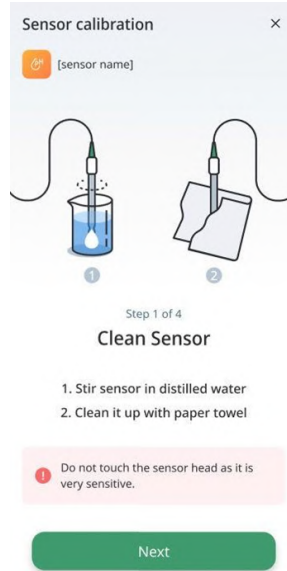 Sensor calibration
pH
[sensor name]
1
2
Step 1 of 4
Clean Sensor
1. Stir sensor in distilled water
2. Clean it up with paper towel
Do not touch the sensor head as it is
very sensitive.
Next